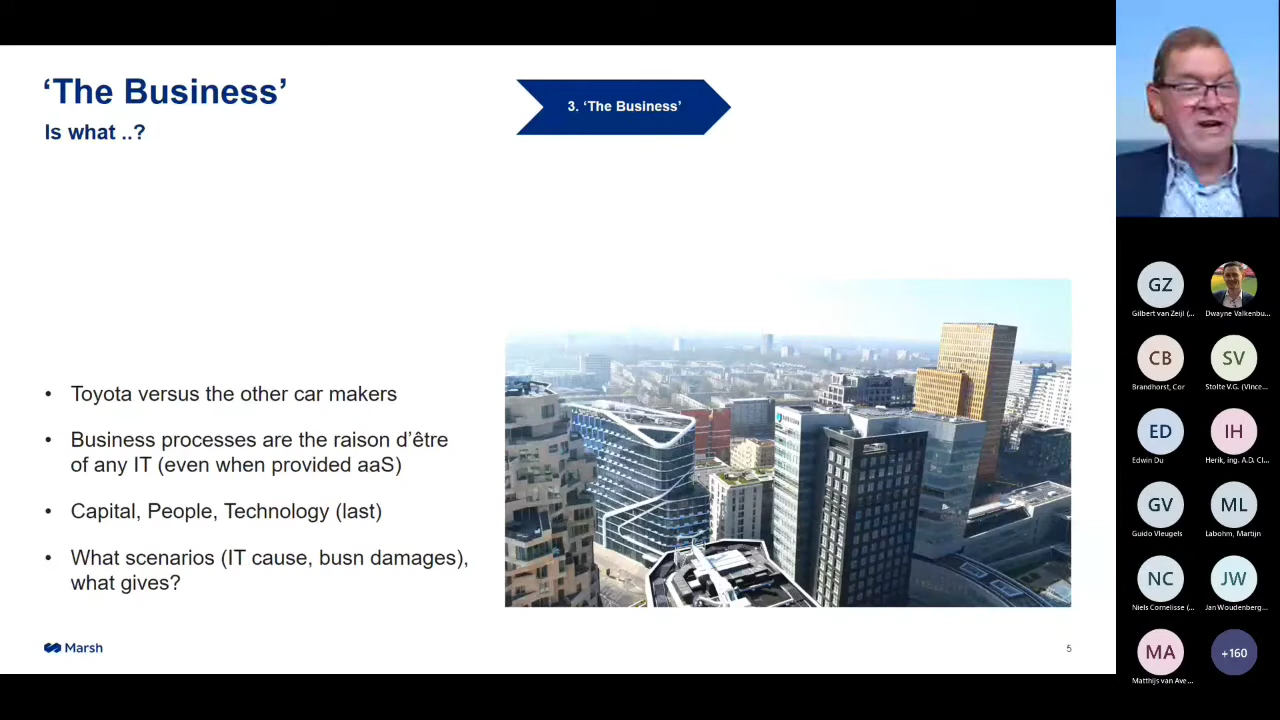 ‘The Business’
Is what ..?
3. ‘The Business’
• Toyota versus the other car makers
• Business processes are the raison d’être
of any IT (even when provided aaS)
• Capital, People, Technology (last)
• What scenarios (IT cause, busn damages),
what gives?
Marsh
5
GZ
Gilbert van Zeijl (...
Dwayne Valkenbu...
CB
Brandhorst, Cor
SV
Stolte V.G. (Vince...
ED
Edwin Du
IH
Herik, ing. A.D. Cl...
GV
Guido Vleugels
ML
Labohm, Martijn
NC
Niels Cornelisse (...
JW
Jan Woudenberg...
MA
Matthijs van Ave...
+160